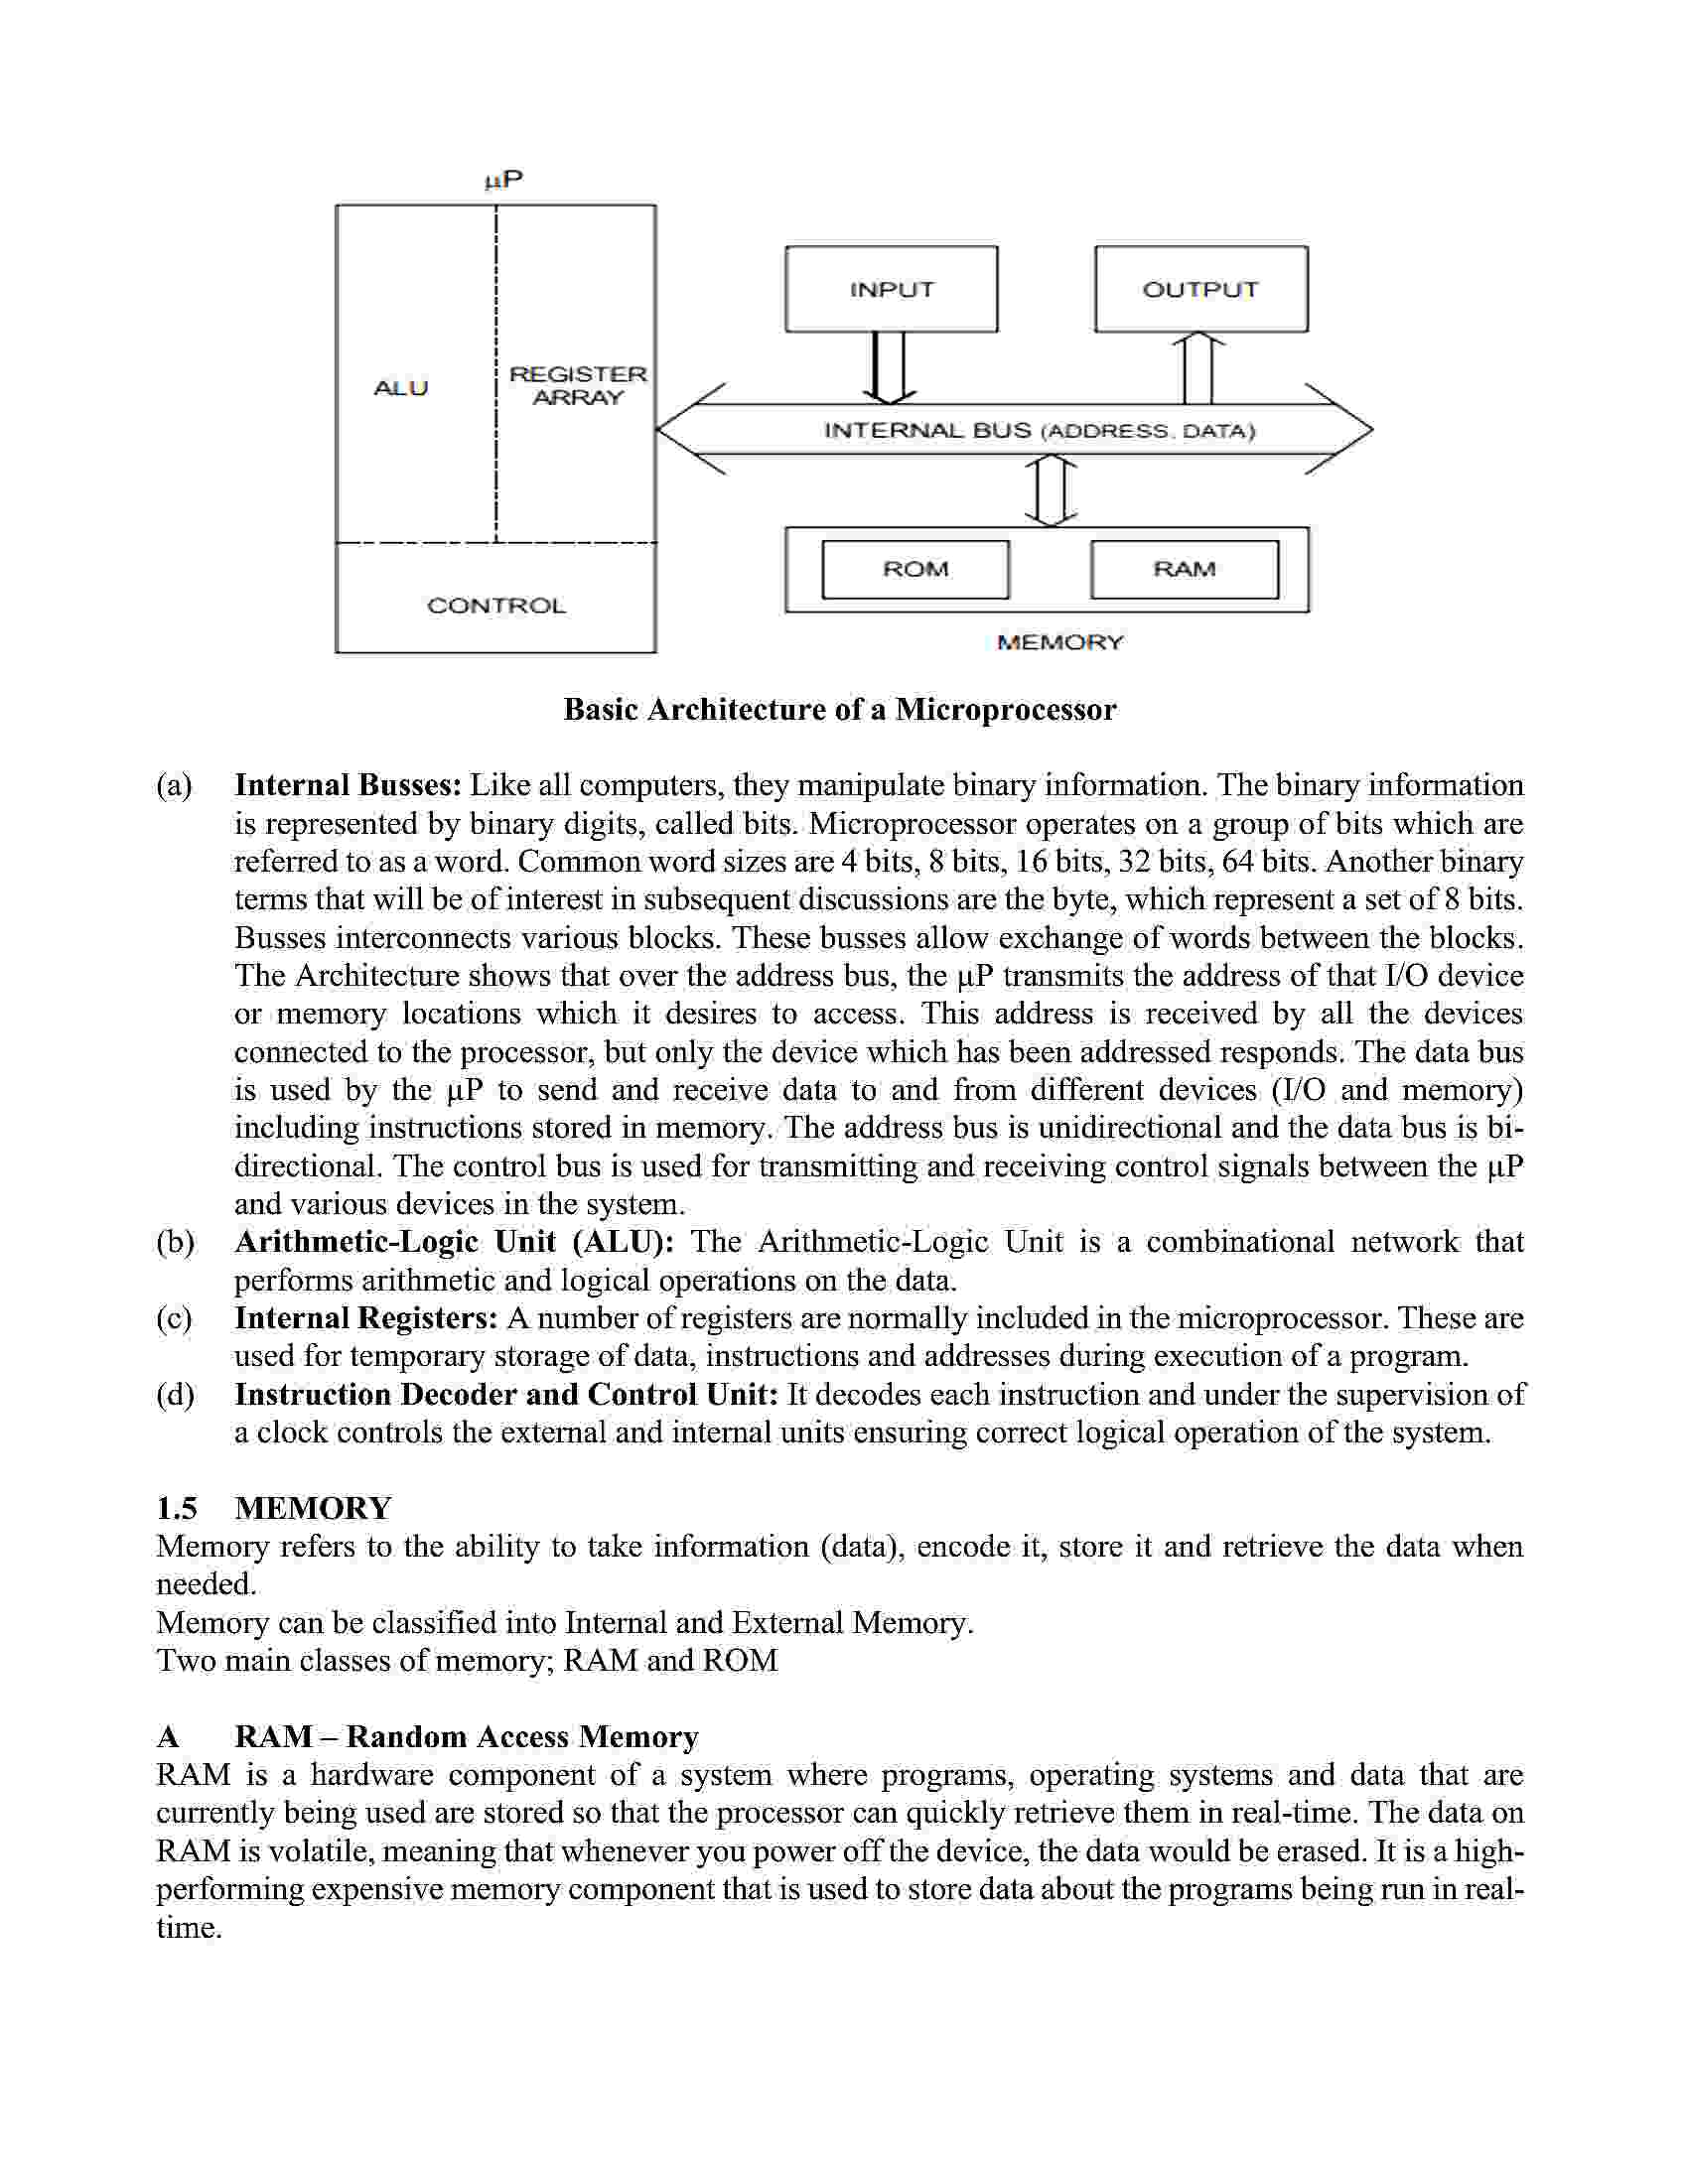 µP
INPUT
OUTPUT
ALU
REGISTER
ARRAY
INTERNAL BUS (ADDRESS, DATA)
ROM
RAM
CONTROL
MEMORY
Basic Architecture of a Microprocessor
(a) Internal Busses: Like all computers, they manipulate binary information. The binary information
is represented by binary digits, called bits. Microprocessor operates on a group of bits which are
referred to as a word. Common word sizes are 4 bits, 8 bits, 16 bits, 32 bits, 64 bits. Another binary
terms that will be of interest in subsequent discussions are the byte, which represent a set of 8 bits.
Busses interconnects various blocks. These busses allow exchange of words between the blocks.
The Architecture shows that over the address bus, the µP transmits the address of that I/O device
or memory locations which it desires to access. This address is received by all the devices
connected to the processor, but only the device which has been addressed responds. The data bus
is used by the µP to send and receive data to and from different devices (I/O and memory)
including instructions stored in memory. The address bus is unidirectional and the data bus is bi-
directional. The control bus is used for transmitting and receiving control signals between the µP
and various devices in the system.
(b) Arithmetic-Logic Unit (ALU): The Arithmetic-Logic Unit is a combinational network that
performs arithmetic and logical operations on the data.
(c) Internal Registers: A number of registers are normally included in the microprocessor. These are
used for temporary storage of data, instructions and addresses during execution of a program.
(d) Instruction Decoder and Control Unit: It decodes each instruction and under the supervision of
a clock controls the external and internal units ensuring correct logical operation of the system.
1.5 MEMORY
Memory refers to the ability to take information (data), encode it, store it and retrieve the data when
needed.
Memory can be classified into Internal and External Memory.
Two main classes of memory; RAM and ROM
A RAM – Random Access Memory
RAM is a hardware component of a system where programs, operating systems and data that are
currently being used are stored so that the processor can quickly retrieve them in real-time. The data on
RAM is volatile, meaning that whenever you power off the device, the data would be erased. It is a high-
performing expensive memory component that is used to store data about the programs being run in real-
time.